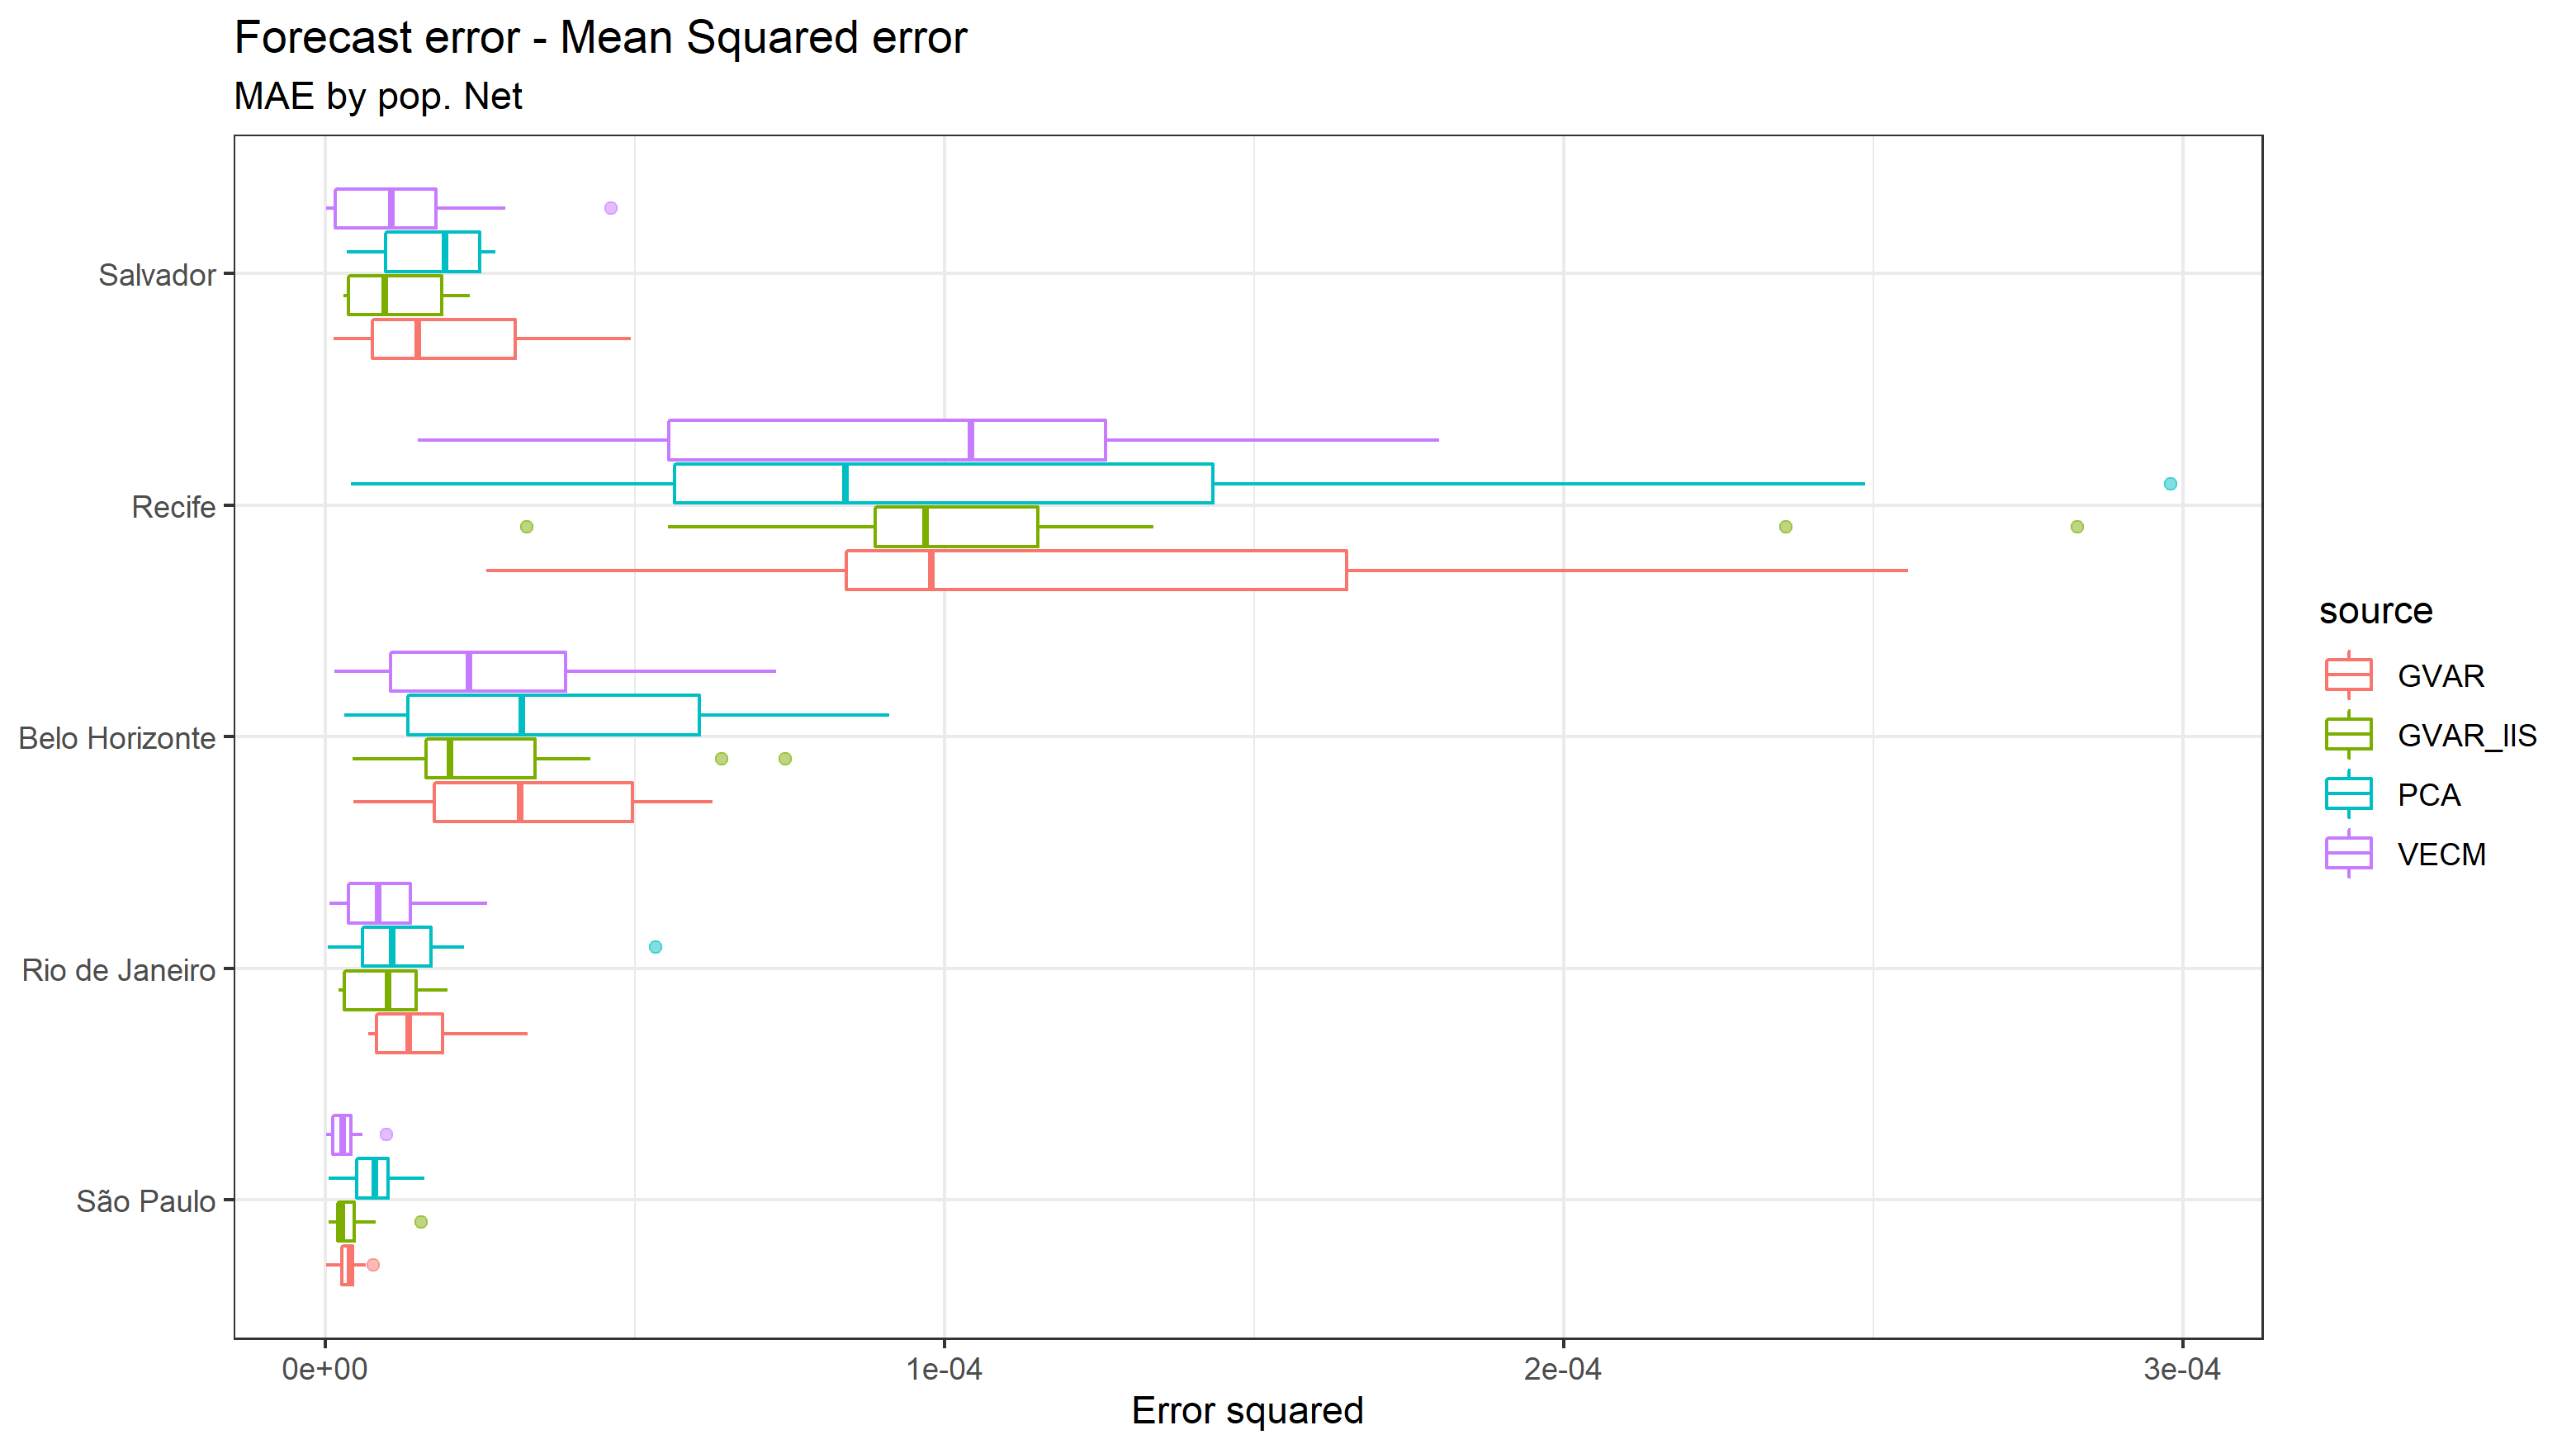 Forecast error - Mean Squared error
MAE by pop. Net
Salvador
Recife
Belo Horizonte
Rio de Janeiro
São Paulo
0e+00
1e-04
2e-04
3e-04
Error squared
source
GVAR
GVAR_IIS
PCA
VECM